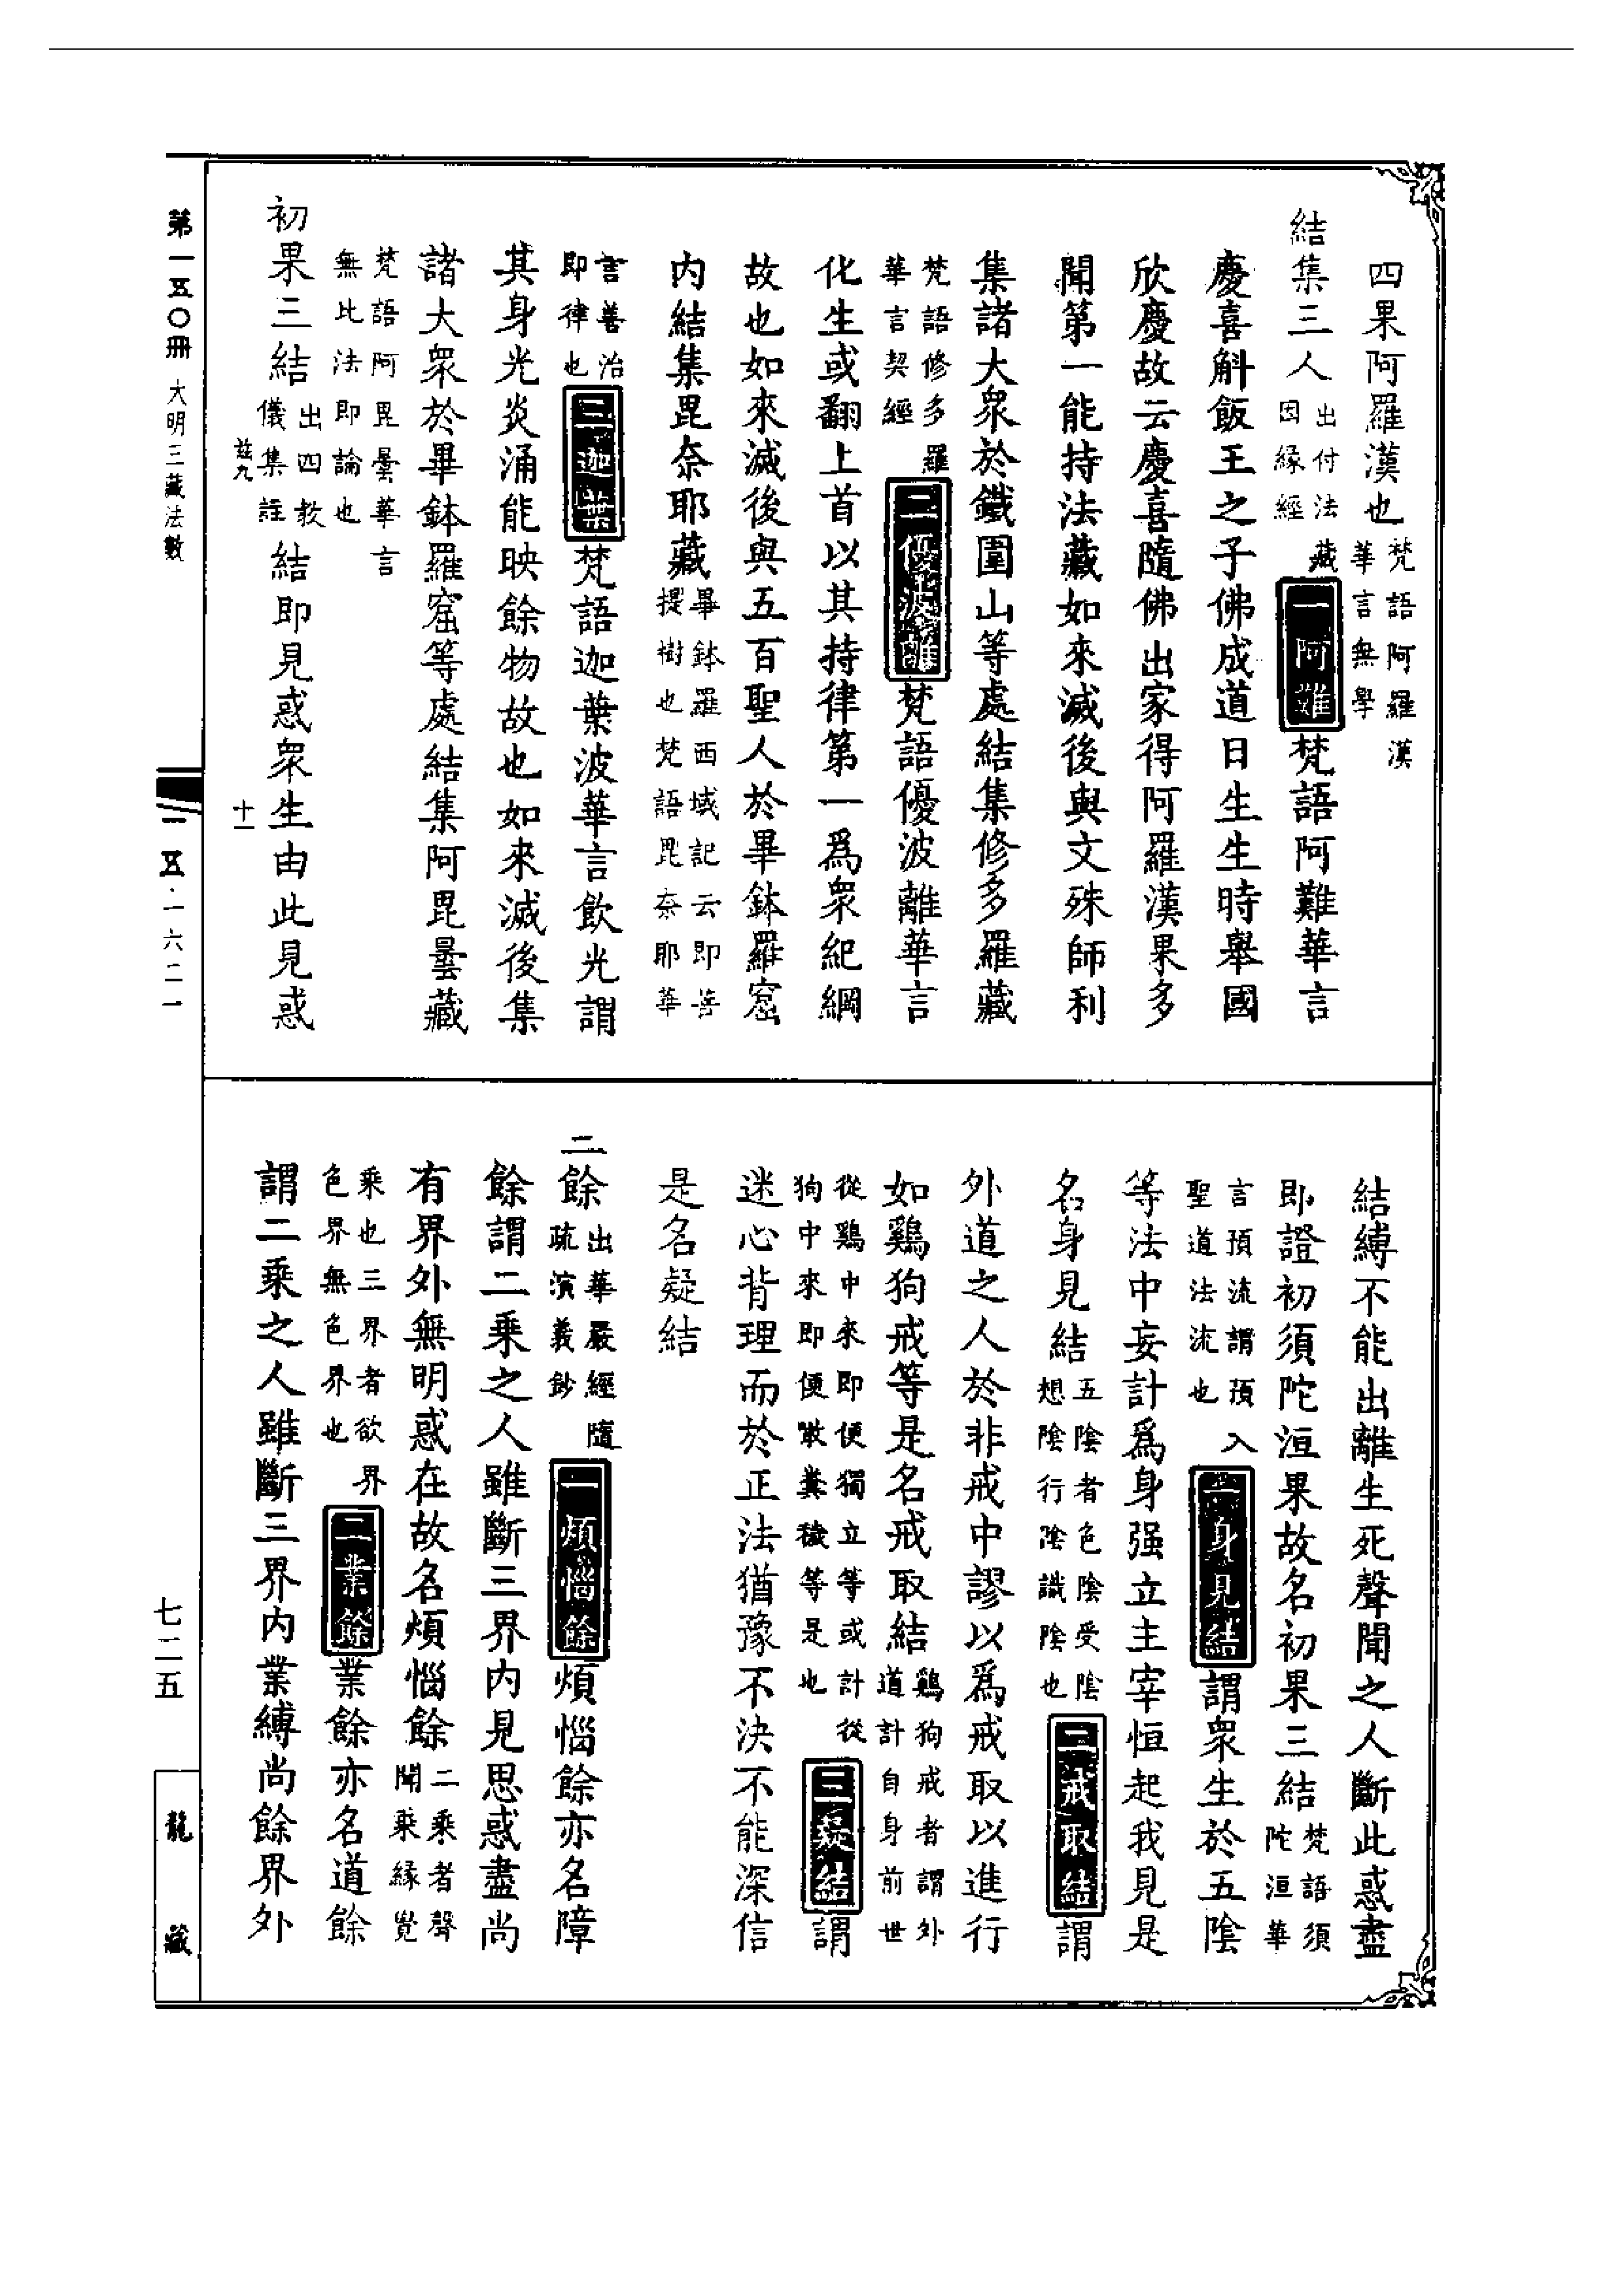 四果阿羅漢也梵語阿羅漢華言無學
結集三人出付法藏因緣經一阿難梵語阿難華言
慶喜斛飯王之子佛成道日生生時舉國
欣慶故云慶喜隨佛出家得阿羅漢果多
聞第一能持法藏如來滅後與文殊師利
集諸大眾於鐵圍山等處結集修多羅藏
梵語修多羅華言契經二優波離梵語優波離華言
化生或翻上首以其持律第一為眾紀綱
故也如來滅後與五百聖人於畢鉢羅窟
內結集毘奈耶藏畢鉢羅西域記云即菩提樹也梵語毘奈耶華
言善治即律也三迦葉梵語迦葉波華言飲光謂
其身光炎涌能映餘物故也如來滅後集
諸大眾於畢鉢羅窟等處結集阿毘曇藏
梵語阿毘曇華言無比法即論也
初果三結出四教儀集註結即見惑眾生由此見惑
結縛不能出離生死聲聞之人斷此惑盡
即證初須陀洹果故名初果三結梵語須陀洹華
言預流謂預入聖道法流也一身見結謂眾生於五陰
等法中妄計為身强立主宰恒起我見是
名身見結五陰者色陰受陰想陰行陰識陰也二戒取結謂
外道之人於非戒中謬以為戒取以進行
如鷄狗戒等是名戒取結鷄狗戒者謂外道計自身前世
從鷄中來即便獨立等或計從狗中來即便噉糞穢等是也三疑結謂
迷心背理而於正法猶豫不決不能深信
是名疑結
二餘出華嚴經隨疏演義鈔一煩惱餘煩惱餘亦名障
餘謂二乘之人雖斷三界內見思惑盡尚
有界外無明惑在故名煩惱餘二乘者聲聞乘緣覺
乘也三界者欲界色界無色界也二業餘業餘亦名道餘
謂二乘之人雖斷三界內業縛尚餘界外
第一五〇冊 大明三藏法數
茲九
十一
一五·一六二一
七二五
龍藏